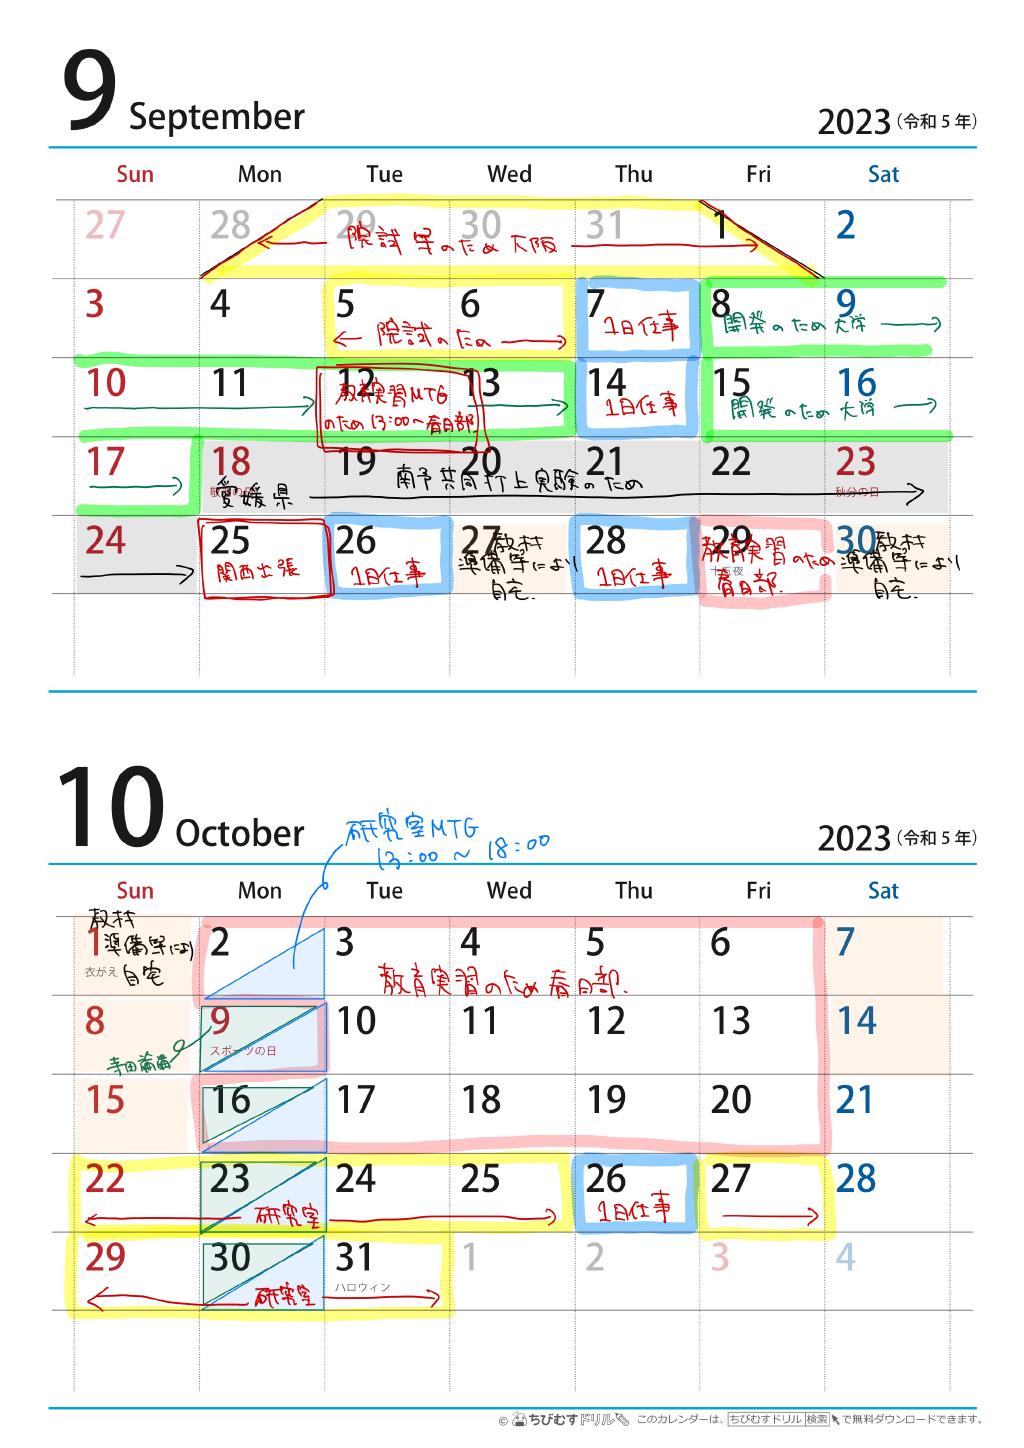 9 September
2023(令和5年)
Sun Mon Tue Wed Thu Fri Sat
27 28 29 30 31 1 2
院試等のため大阪
3 4 5 6 7 8 9
院試のため
1日仕事
開発のため大学
10 11 12 13 14 15 16
教育実習MTG
のため13:00〜春日部
1日仕事
開発のため大学
17 18 19 20 21 22 23
敬老の日
愛媛県
南予共同打上実験のため
秋分の日
24 25 26 27 28 29 30
関西出張
1日仕事
教材
準備等により
自宅.
1日仕事
教育実習のため
十五夜
春日部.
教材
準備等により
自宅.
10 October
研究室MTG
13:00 ~ 18:00
2023(令和5年)
Sun Mon Tue Wed Thu Fri Sat
教材
1 2 3 4 5 6 7
準備等により
衣がえ
自宅
教育実習のため春日部.
8 9 10 11 12 13 14
スポーツの日
15 16 17 18 19 20 21
22 23 24 25 26 27 28
研究室
1日仕事
29 30 31 1 2 3 4
研究室
ハロウィン
© ちびむすドリル このカレンダーは、ちびむすドリル 検索 で無料ダウンロードできます。